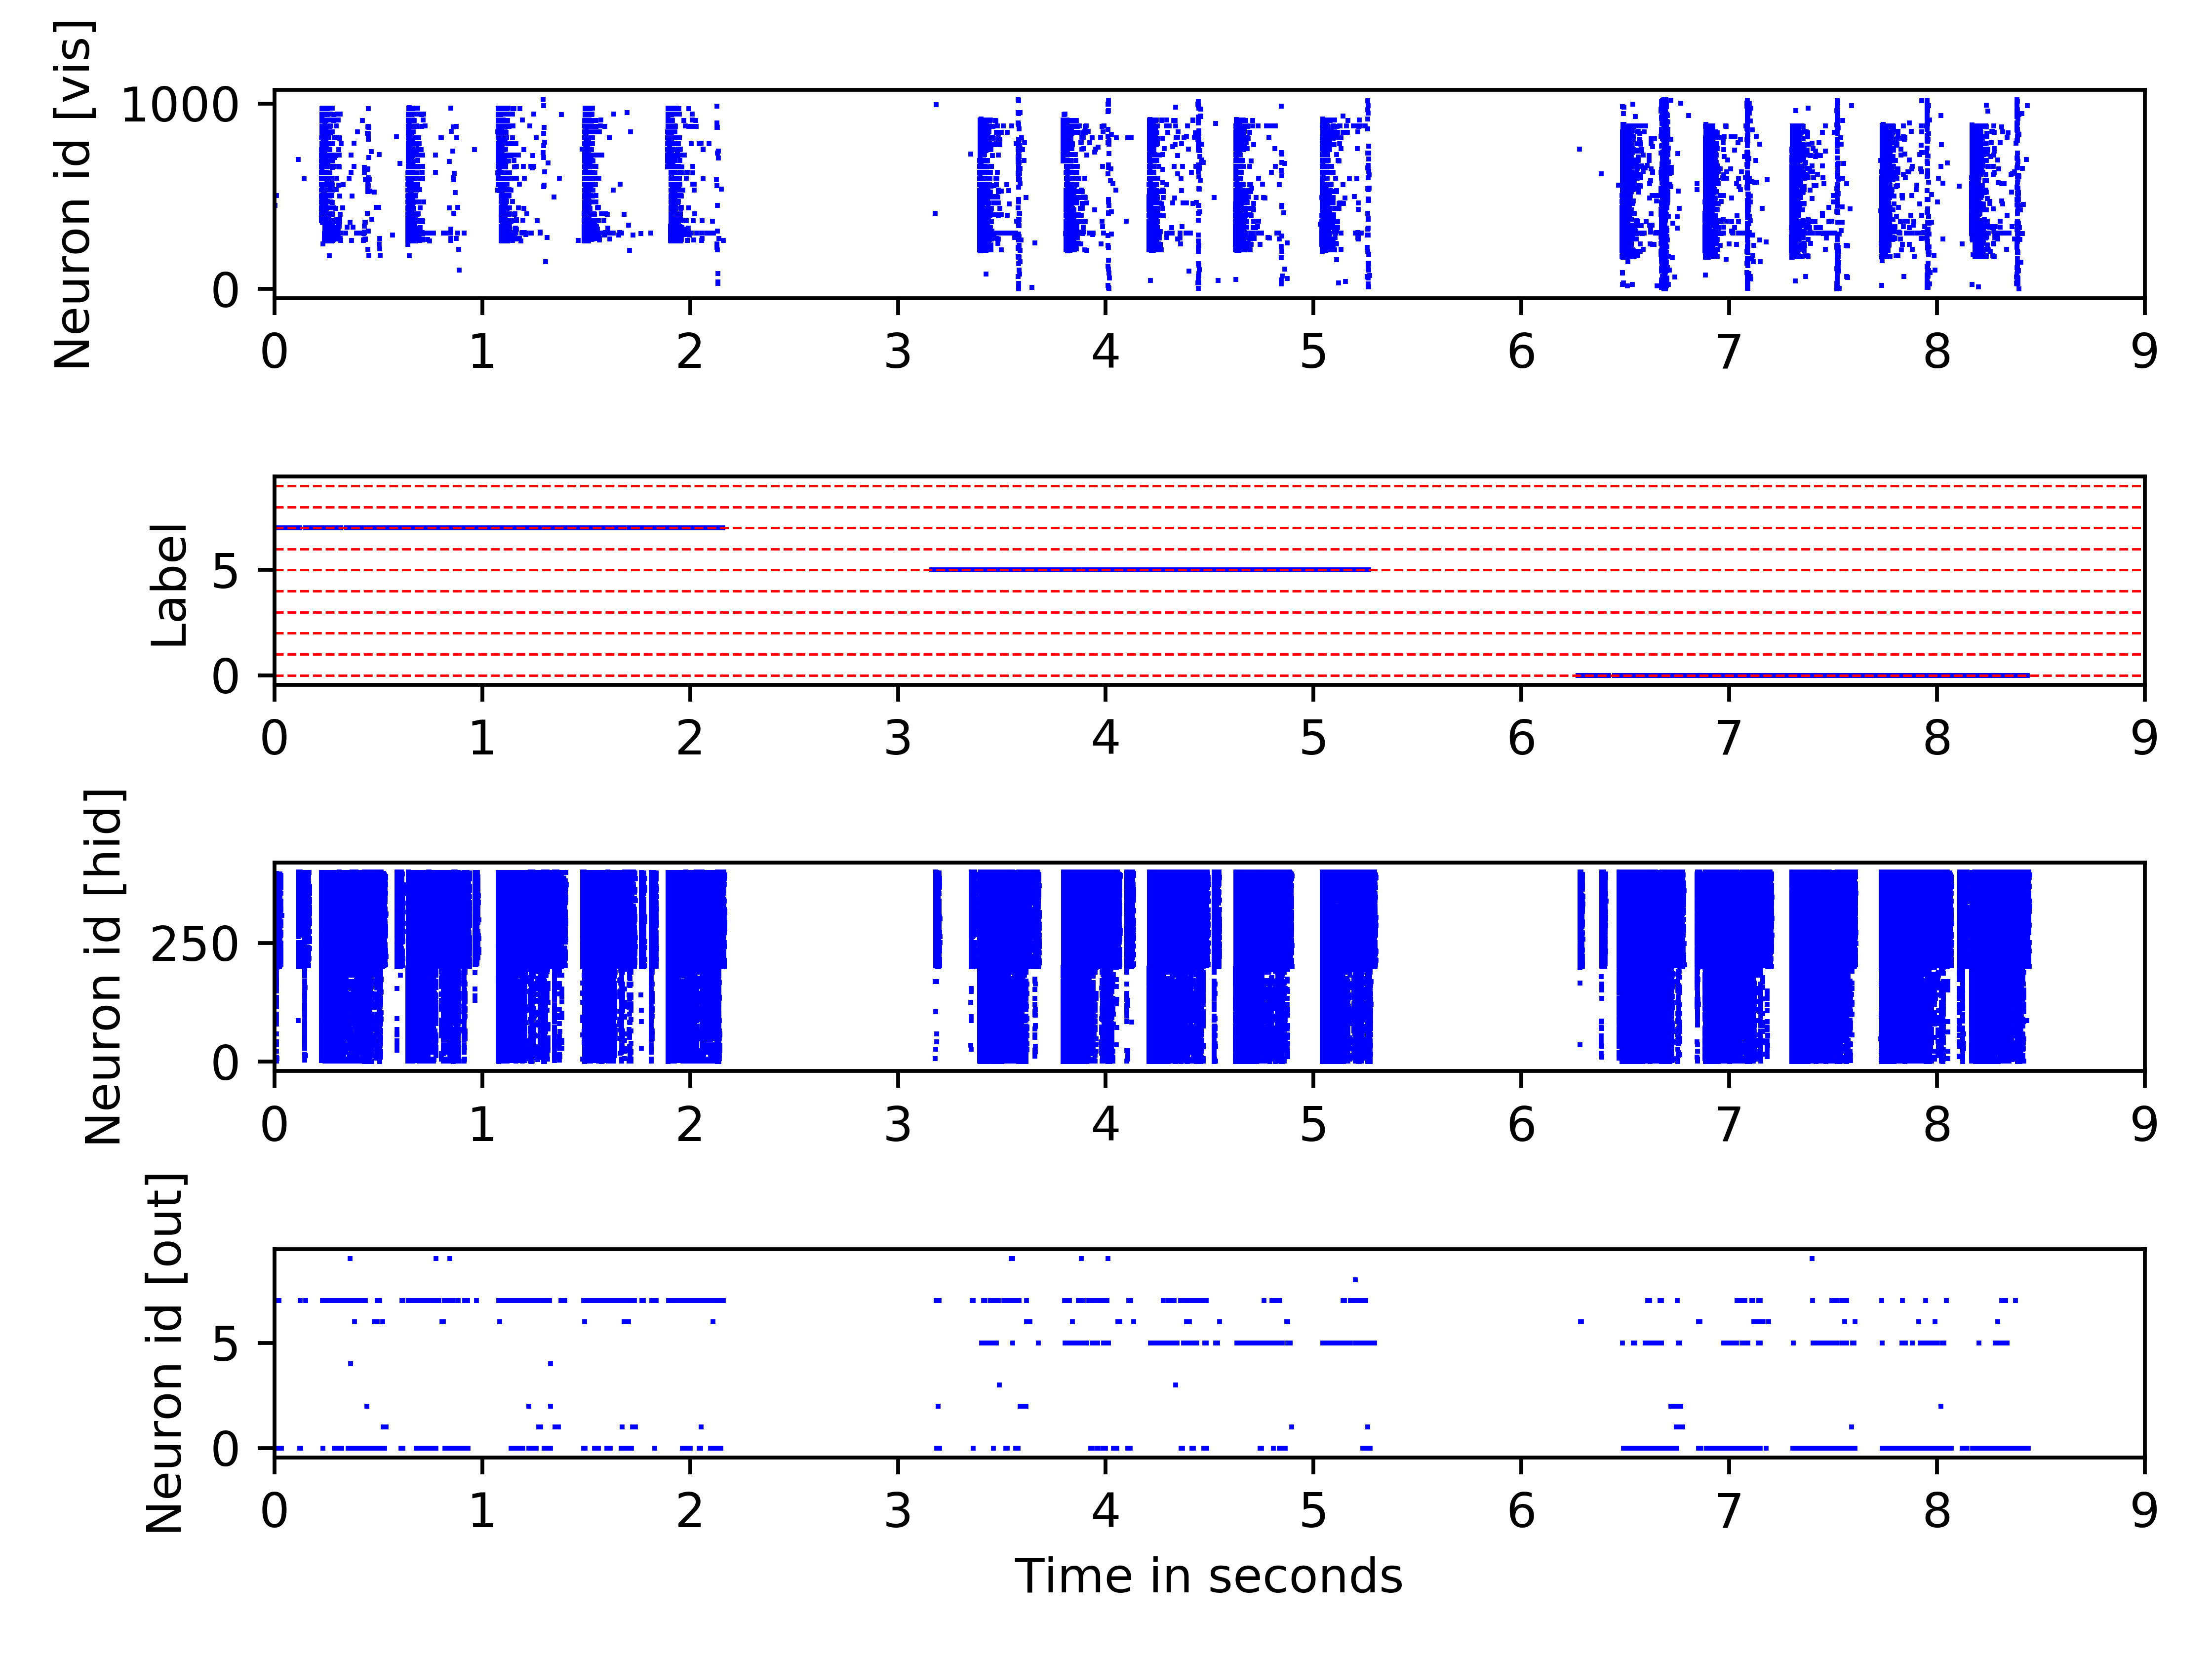 Neuron id [vis]
1000
0
0 1 2 3 4 5 6 7 8 9
Label
5
0
0 1 2 3 4 5 6 7 8 9
Neuron id [hid]
250
0
0 1 2 3 4 5 6 7 8 9
Neuron id [out]
5
0
0 1 2 3 4 5 6 7 8 9
Time in seconds